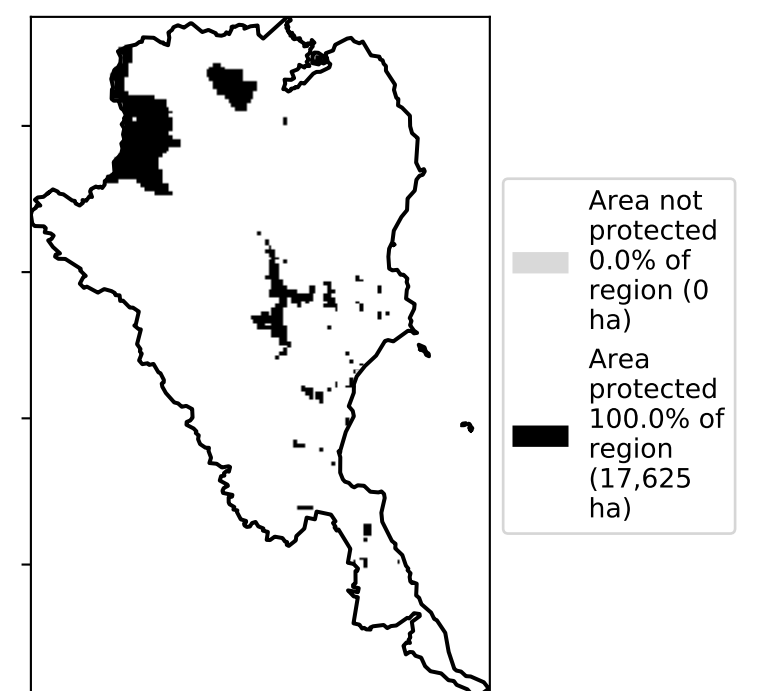 Area not
protected
0.0% of
region (0
ha)
Area
protected
100.0% of
region
(17,625
ha)